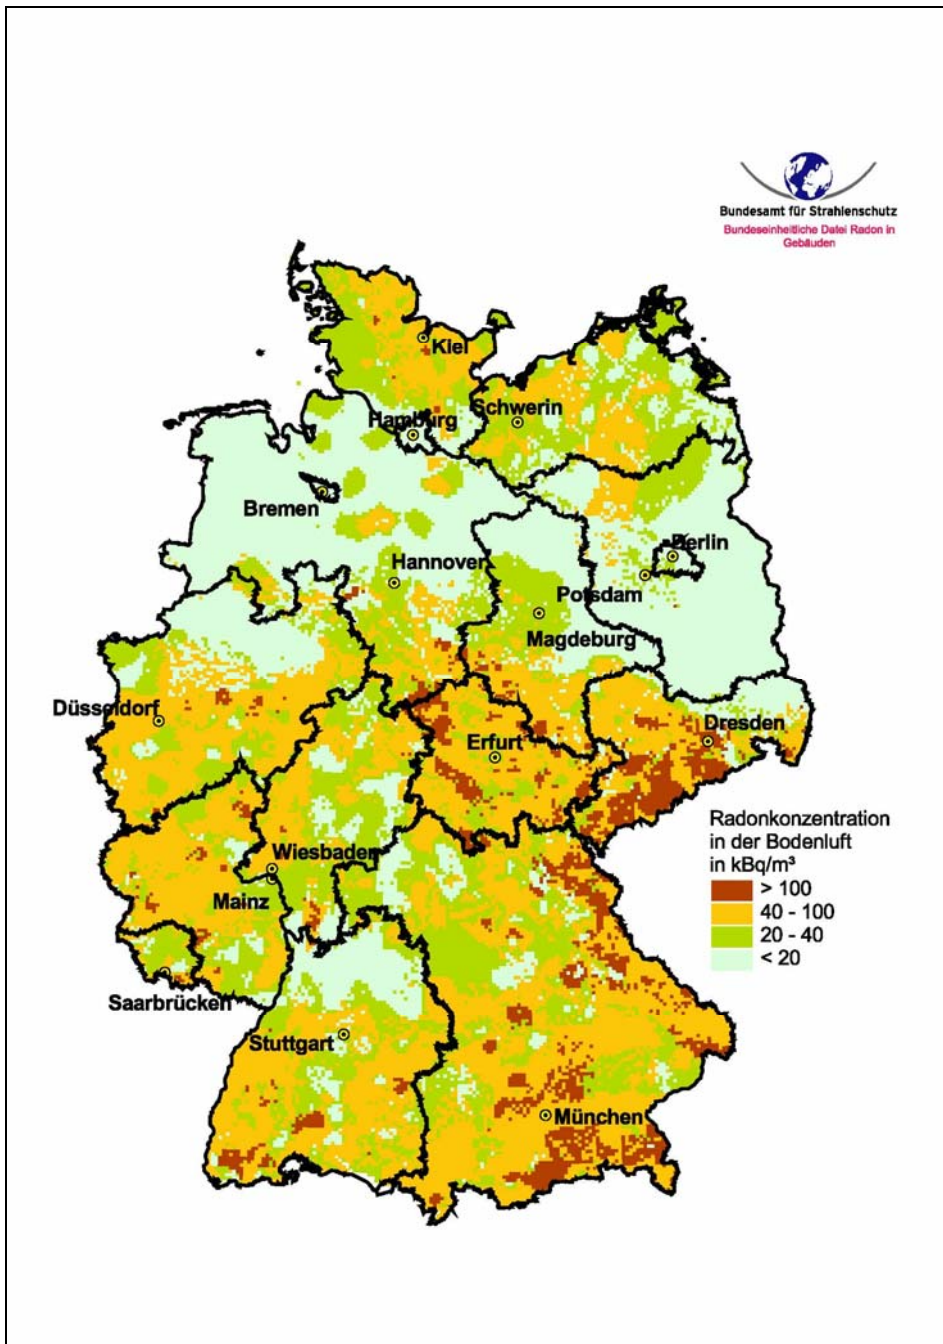 Bundesamt für Strahlenschutz
Bundeseinheitliche Datei Radon in
Gebäuden
Kiel
Schwerin
Hamburg
Bremen
Berlin
Hannover
Potsdam
Magdeburg
Düsseldorf
Dresden
Erfurt
Wiesbaden
Mainz
Saarbrücken
Stuttgart
München
Radonkonzentration
in der Bodenluft
in kBq/m³
> 100
40 - 100
20 - 40
< 20